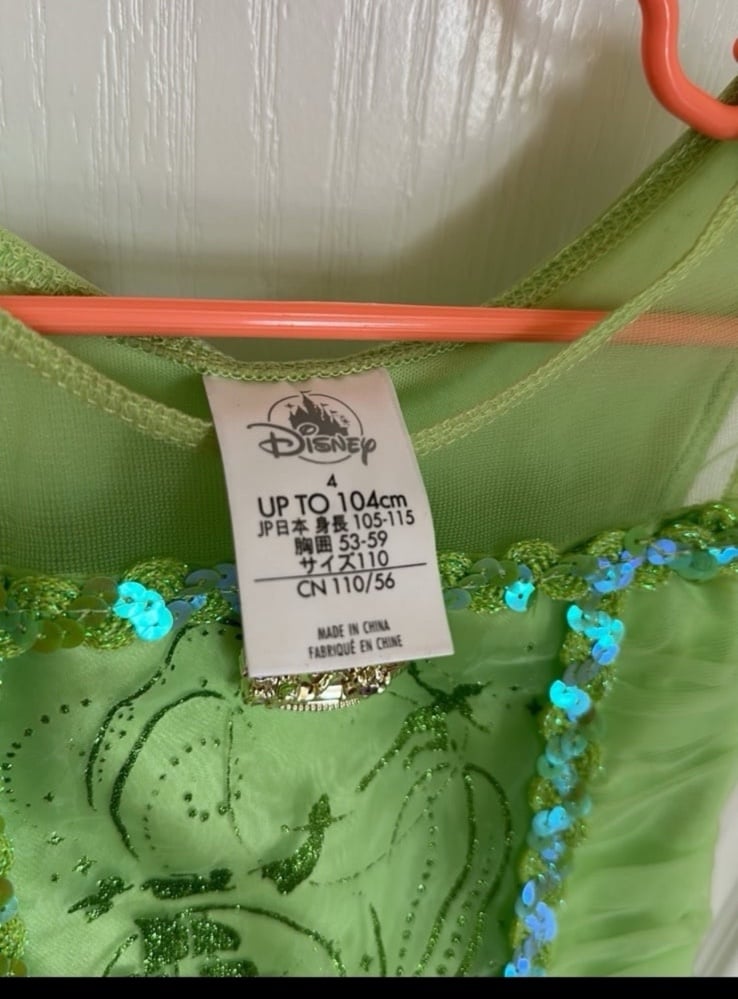 DISNEY
4
UP TO 104cm
JP日本 身長 105-115
胸囲 53-59
サイズ110
CN 110/56
MADE IN CHINA
FABRIQUÉ EN CHINE